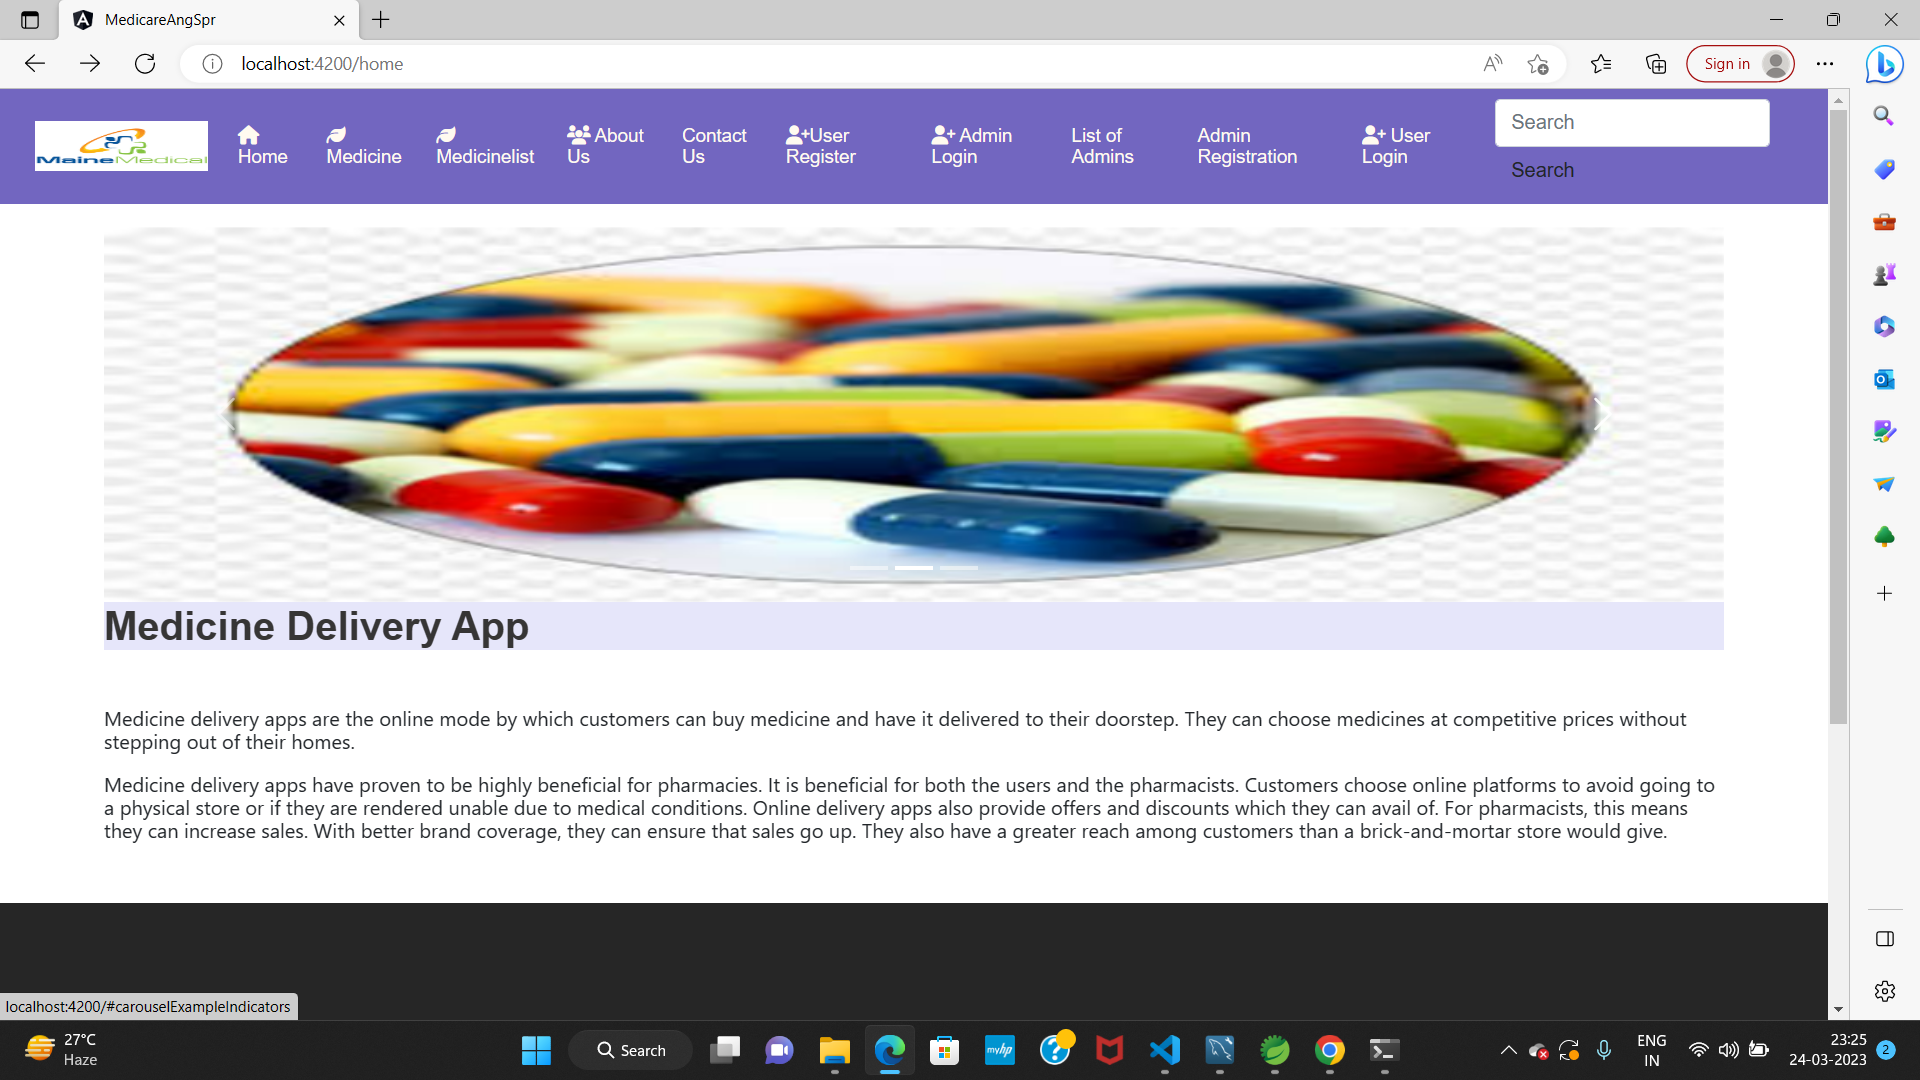 MedicareAngSpr
localhost:4200/home
Sign in
MaineMedical
Home
Medicine
Medicinelist
About
Us
Contact
Us
User
Register
Admin
Login
List of
Admins
Admin
Registration
User
Login
Search
Search
Medicine Delivery App
Medicine delivery apps are the online mode by which customers can buy medicine and have it delivered to their doorstep. They can choose medicines at competitive prices without
stepping out of their homes.
Medicine delivery apps have proven to be highly beneficial for pharmacies. It is beneficial for both the users and the pharmacists. Customers choose online platforms to avoid going to
a physical store or if they are rendered unable due to medical conditions. Online delivery apps also provide offers and discounts which they can avail of. For pharmacists, this means
they can increase sales. With better brand coverage, they can ensure that sales go up. They also have a greater reach among customers than a brick-and-mortar store would give.
localhost:4200/#carouselExampleIndicators
27°C
Haze
Search
myhp
ENG
IN
23:25
24-03-2023
2